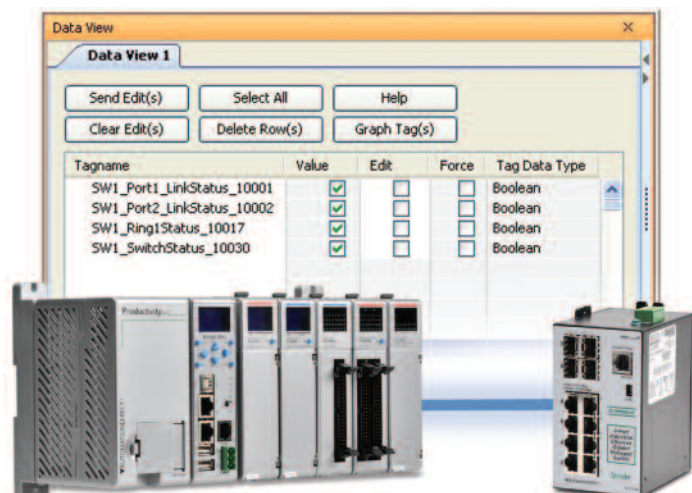 Data View
Data View 1
Send Edit(s) Select All Help
Clear Edit(s) Delete Row(s) Graph Tag(s)
Tagname Value Edit Force Tag Data Type
SW1_Port1_LinkStatus_10001 Boolean
SW1_Port2_LinkStatus_10002 Boolean
SW1_Ring1Status_10017 Boolean
SW1_SwitchStatus_10030 Boolean
Productivity
Stride